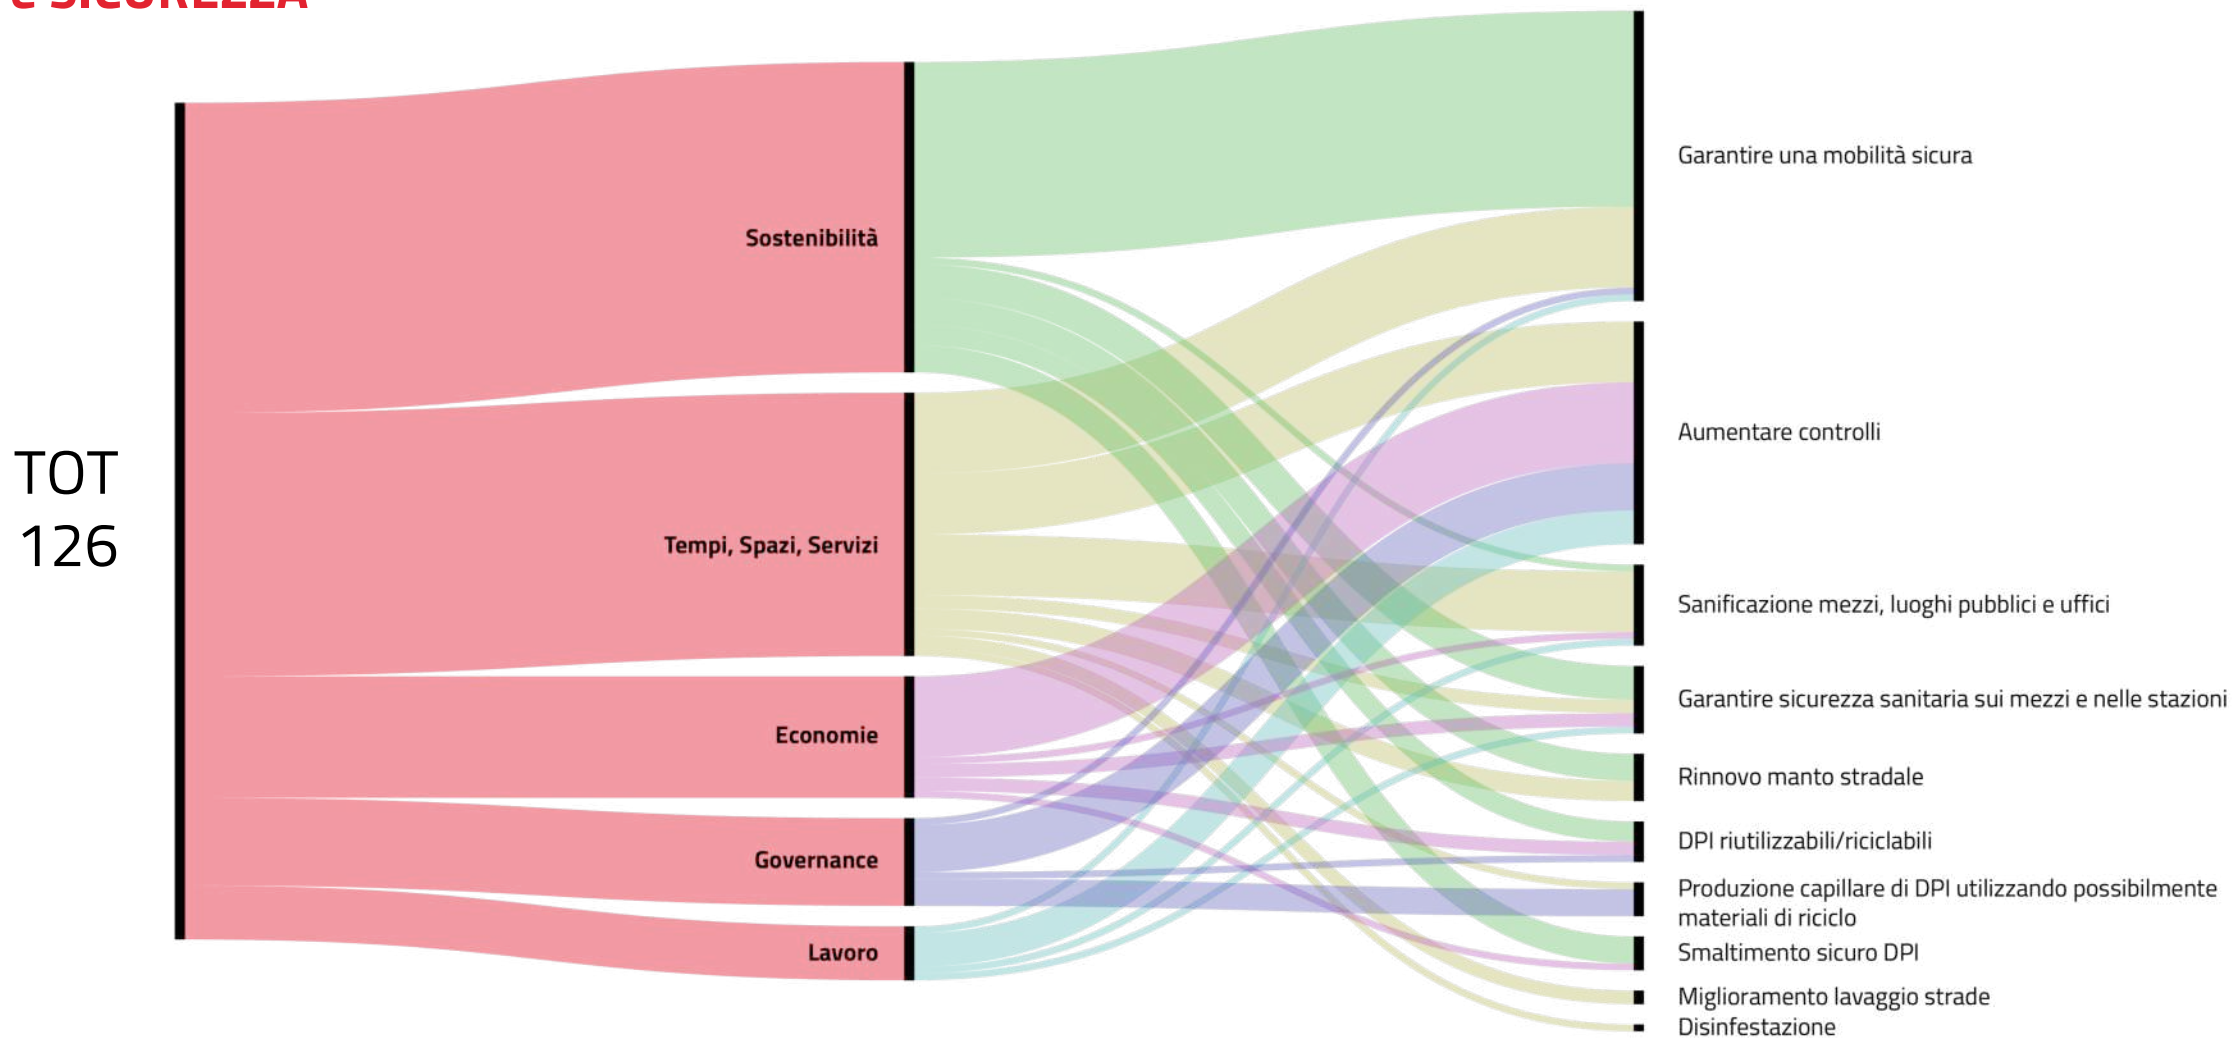 e SICUREZZA
TOT
126
Sostenibilità
Tempi, Spazi, Servizi
Economie
Governance
Lavoro
Garantire una mobilità sicura
Aumentare controlli
Sanificazione mezzi, luoghi pubblici e uffici
Garantire sicurezza sanitaria sui mezzi e nelle stazioni
Rinnovo manto stradale
DPI riutilizzabili/riciclabili
Produzione capillare di DPI utilizzando possibilmente
materiali di riciclo
Smaltimento sicuro DPI
Miglioramento lavaggio strade
Disinfestazione